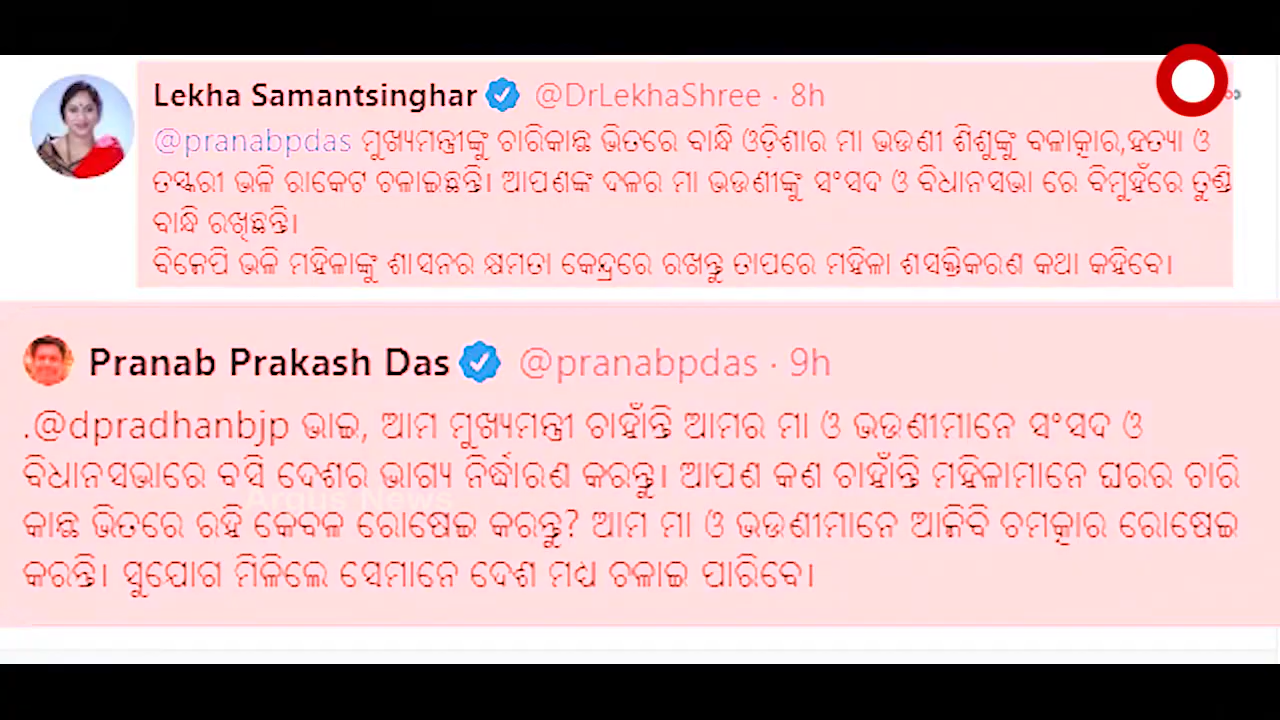 Lekha Samantsinghar @DrLekhaShree · 8h
@pranabpdas ମୁଖ୍ୟମନ୍ତ୍ରୀଙ୍କୁ ଚାରିକାନ୍ଥ ଭିତରେ ବାନ୍ଧି ଓଡ଼ିଶାର ମା ଭଉଣୀ ଶିଶୁଙ୍କୁ ବଳାତ୍କାର,ହତ୍ୟା ଓ
ତସ୍କରୀ ଭଳି ରାକେଟ ଚଳାଇଛନ୍ତି। ଆପଣଙ୍କ ଦଳର ମା ଭଉଣୀଙ୍କୁ ସଂସଦ ଓ ବିଧାନସଭା ରେ ବିମୁହଁରେ ତୁଣ୍ଡି
ବାନ୍ଧି ରଖିଛନ୍ତି।
ବିଜେପି ଭଳି ମହିଳାଙ୍କୁ ଶାସନର କ୍ଷମତା କେନ୍ଦ୍ରରେ ରଖନ୍ତୁ ତାପରେ ମହିଳା ଶସକ୍ତିକରଣ କଥା କହିବେ।
Pranab Prakash Das @pranabpdas · 9h
.@dpradhanbjp ଭାଇ, ଆମ ମୁଖ୍ୟମନ୍ତ୍ରୀ ଚାହାଁନ୍ତି ଆମର ମା ଓ ଭଉଣୀମାନେ ସଂସଦ ଓ
ବିଧାନସଭାରେ ବସି ଦେଶର ଭାଗ୍ୟ ନିର୍ଦ୍ଧାରଣ କରନ୍ତୁ। ଆପଣ କଣ ଚାହାଁନ୍ତି ମହିଳାମାନେ ଘରର ଚାରି
Argus News
କାନ୍ଥ ଭିତରେ ରହି କେବଳ ରୋଷେଇ କରନ୍ତୁ? ଆମ ମା ଓ ଭଉଣୀମାନେ ଆଜିବି ଚମତ୍କାର ରୋଷେଇ
କରନ୍ତି। ସୁଯୋଗ ମିଳିଲେ ସେମାନେ ଦେଶ ମଧ୍ୟ ଚଳାଇ ପାରିବେ।